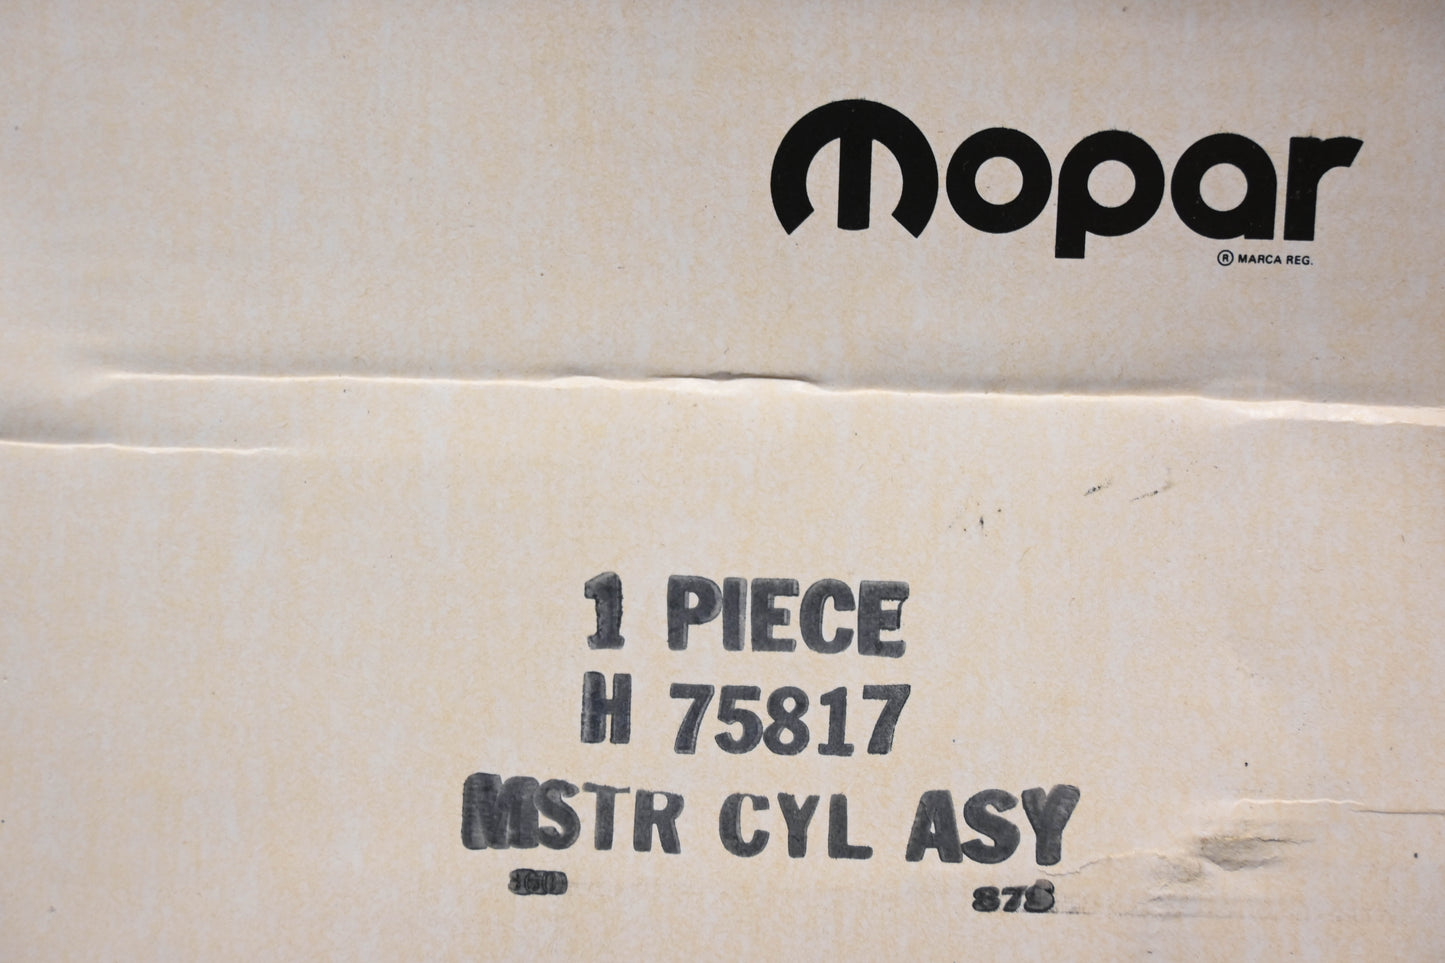 mopar
® MARCA REG.
1 PIECE
H 75817
MSTR CYL ASY